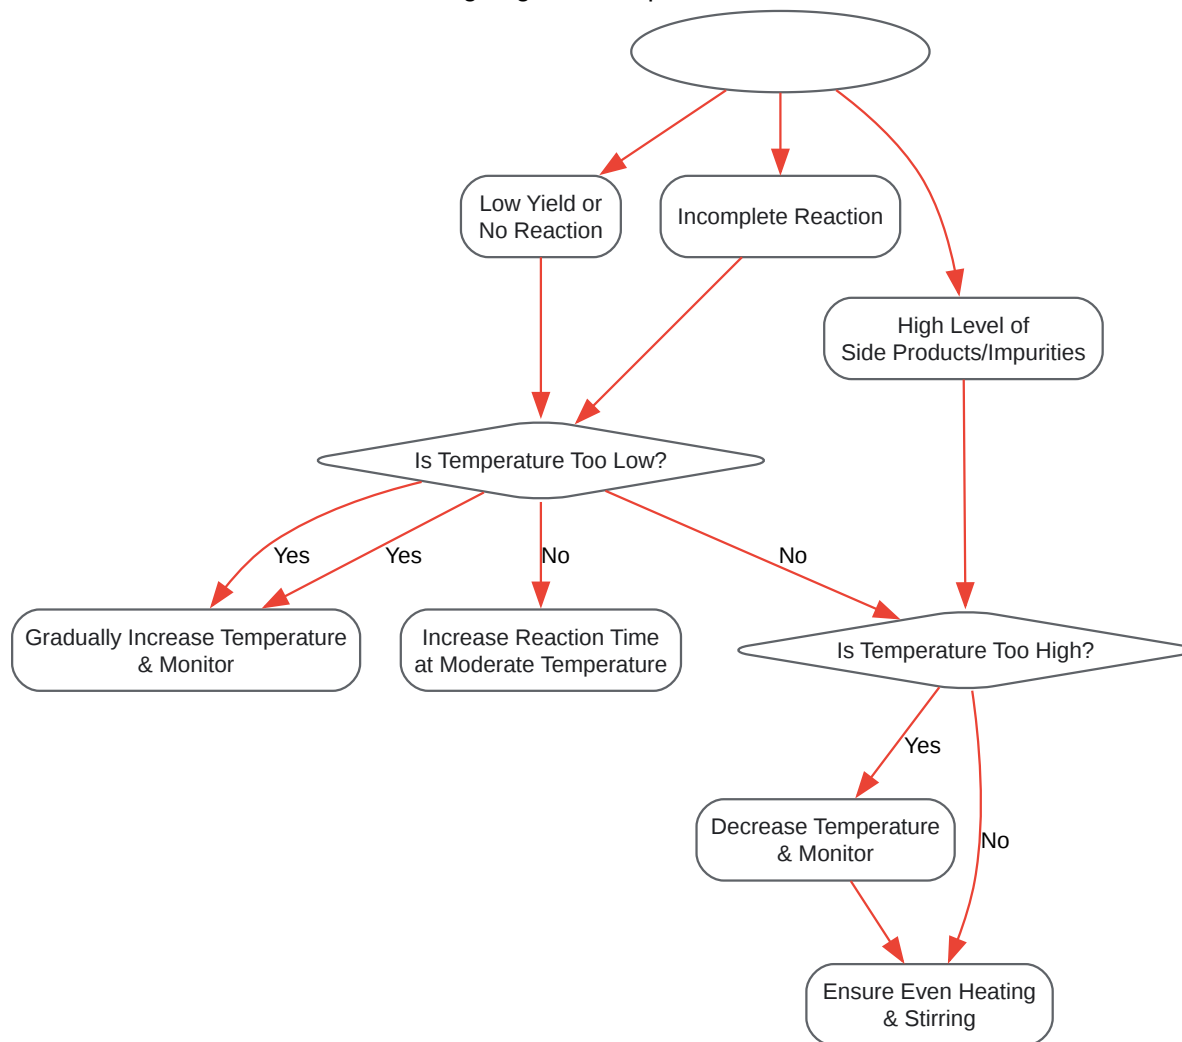 Low Yield or
No Reaction
Incomplete Reaction
High Level of
Side Products/Impurities
Is Temperature Too Low?
Yes
Yes
No
No
Gradually Increase Temperature
& Monitor
Increase Reaction Time
at Moderate Temperature
Is Temperature Too High?
Yes
Decrease Temperature
& Monitor
No
Ensure Even Heating
& Stirring